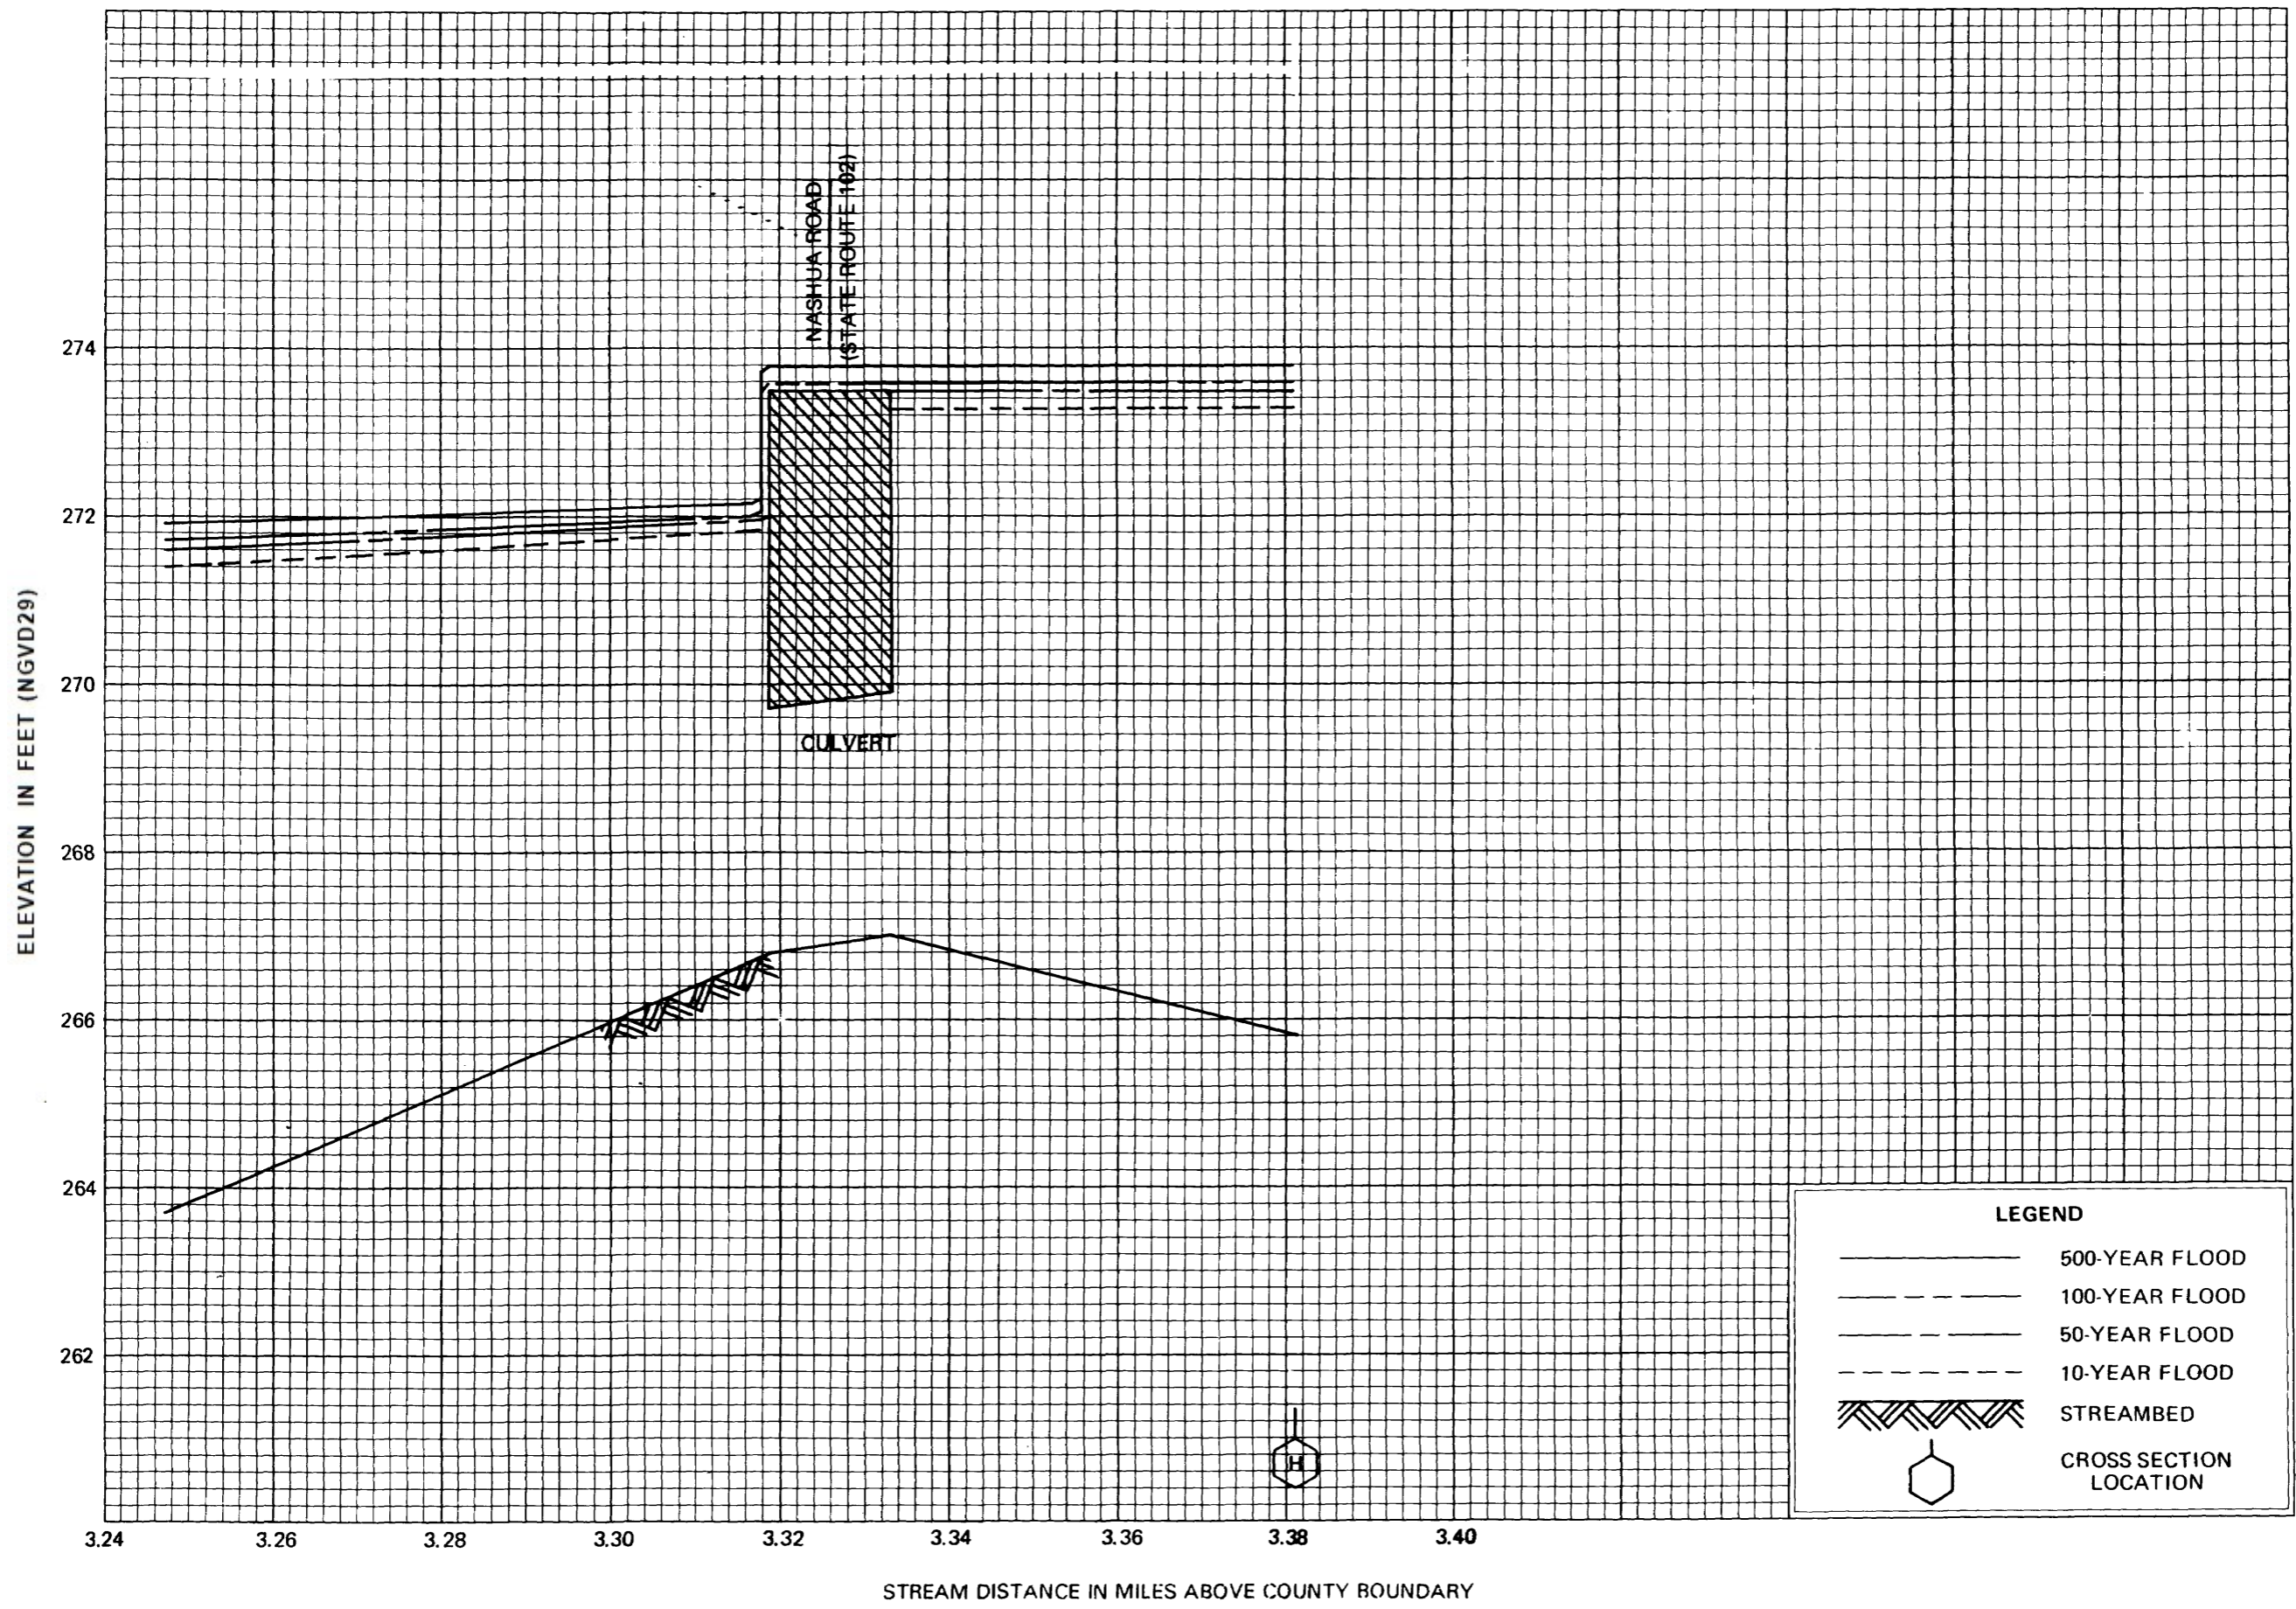 NASHUA ROAD
(STATE ROUTE 102)
274
272
270
268
266
264
262
ELEVATION IN FEET (NGVD29)
CULVERT
H
3.24
3.26
3.28
3.30
3.32
3.34
3.36
3.38
3.40
STREAM DISTANCE IN MILES ABOVE COUNTY BOUNDARY
LEGEND
500-YEAR FLOOD
100-YEAR FLOOD
50-YEAR FLOOD
10-YEAR FLOOD
STREAMBED
CROSS SECTION
LOCATION